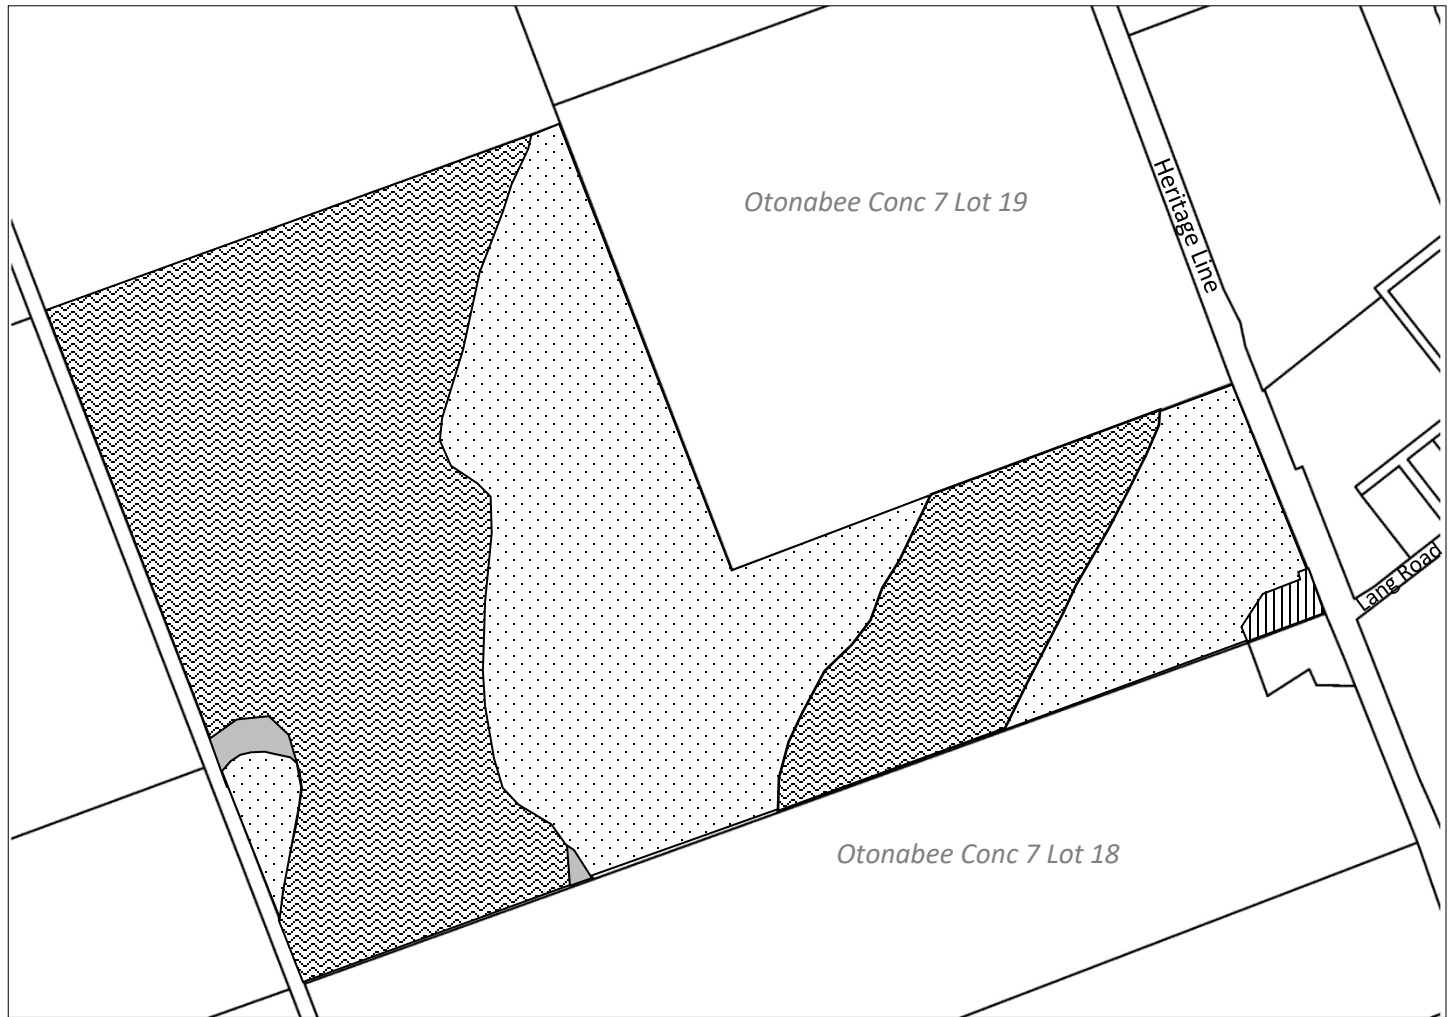 Otonabee Conc 7 Lot 19
Heritage Line
Lang Road
Otonabee Conc 7 Lot 18